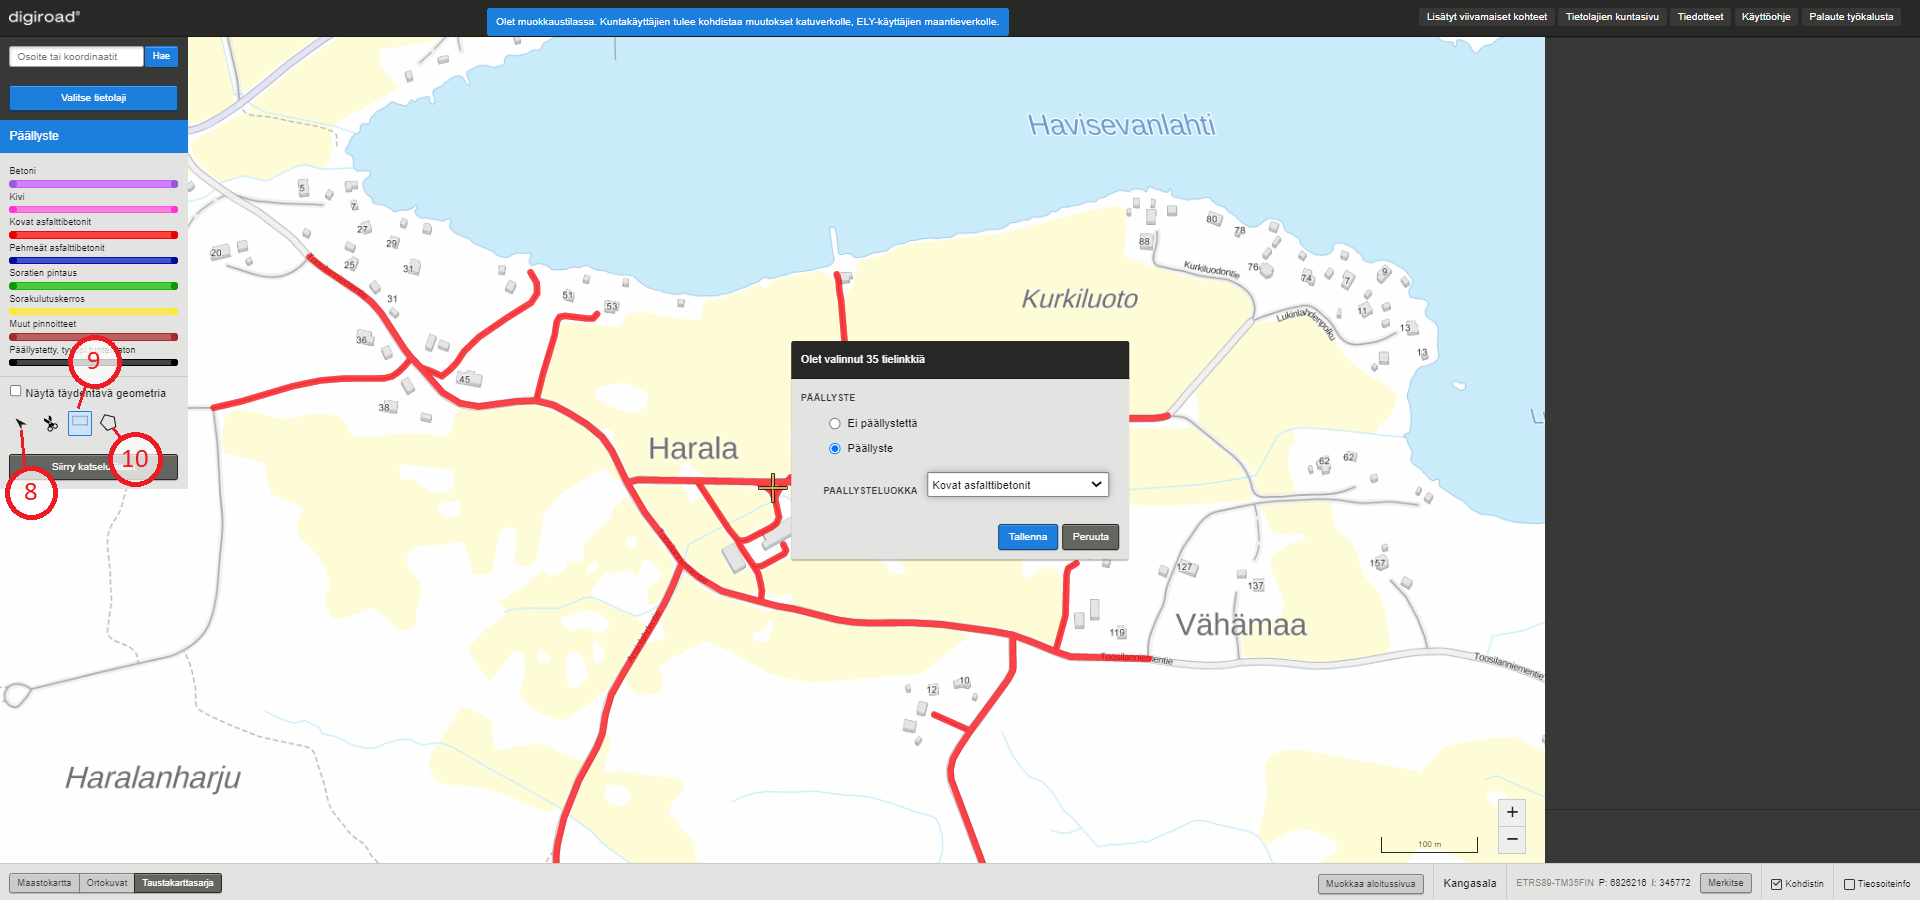 digiroad®
Olet muokkaustilassa. Kuntakäyttäjien tulee kohdistaa muutokset katuverkolle, ELY-käyttäjien maantieverkolle.
Lisätyt viivamaiset kohteet
Tietolajien kuntasivu
Tiedotteet
Käyttöohje
Palaute työkalusta
Osoite tai koordinaatit
Hae
Valitse tietolaji
Päällyste
Betoni
Kivi
Kovat asfalttibetonit
Pehmeät asfalttibetonit
Soratien pintaus
Sorakulutuskerros
Muut pinnoitteet
Päällystetty,
9
Näytä täydentävä geometria
10
Siirry
8
Havisevanlahti
Kurkiluoto
Kurkiluodontie
Lukinlahdenpolku
Harala
Vähämaa
Haralanharju
Toosilanniementie
Toosilanniementie
5
7
27
29
20
25
31
31
36
45
38
51
53
80
78
88
76
74
7
9
11
13
13
62
62
127
137
157
119
12
10
Olet valinnut 35 tielinkkiä
PÄÄLLYSTE
Ei päällystettä
Päällyste
PÄÄLLYSTELUOKKA
Kovat asfalttibetonit
Tallenna
Peruuta
+
−
100 m
Maastokartta
Ortokuvat
Taustakarttasarja
Muokkaa aloitussivua
Kangasala
ETRS89-TM35FIN P: 6826216 I: 345772
Merkitse
Kohdistin
Tieosoiteinfo